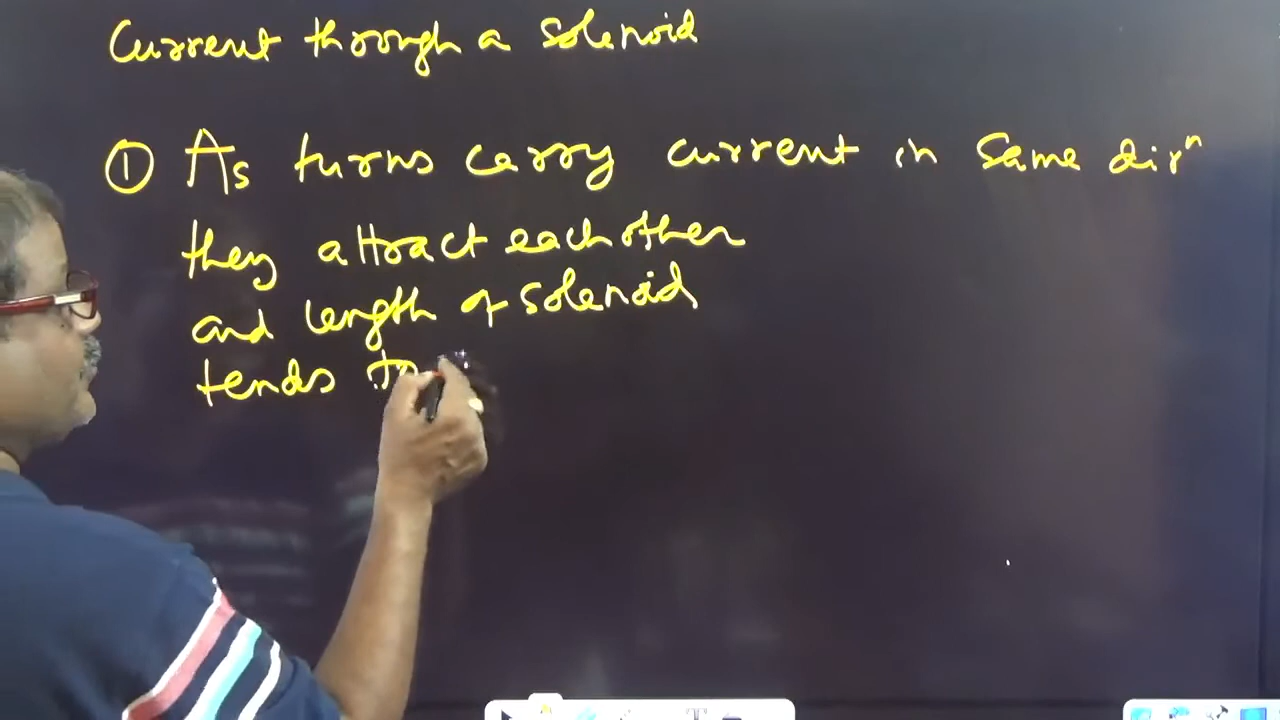 Current through a solenoid
① As turns carry current in same dirⁿ
they attract each other
and length of solenoid
tends to